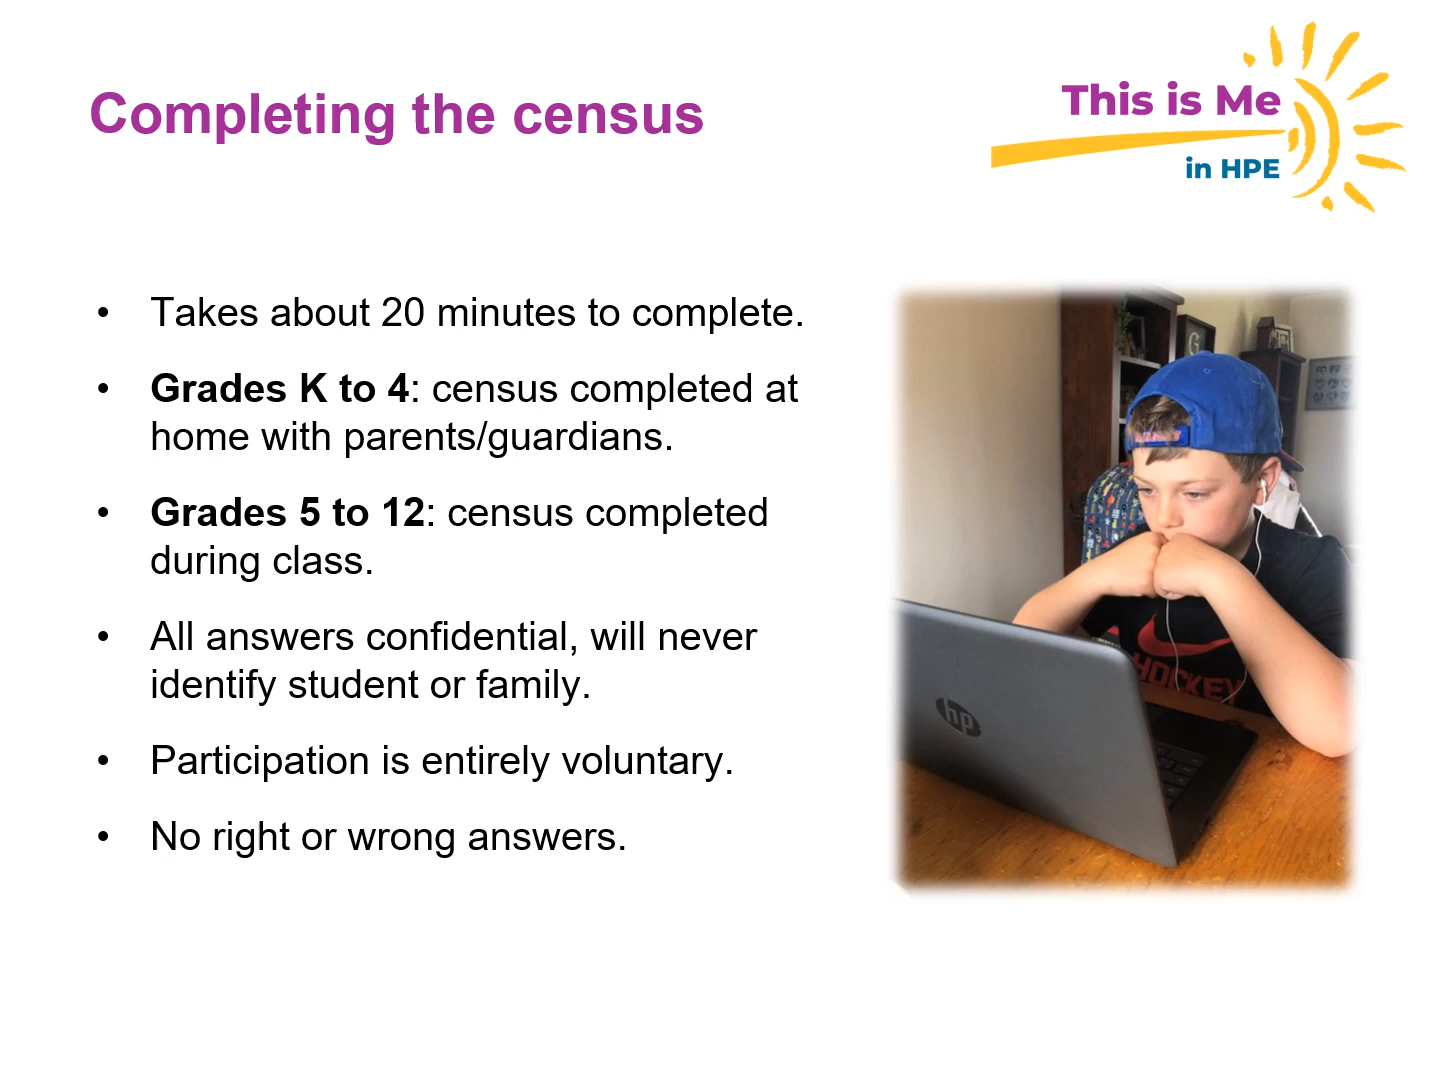 Completing the census
This is Me
in HPE
• Takes about 20 minutes to complete.
• Grades K to 4: census completed at
home with parents/guardians.
• Grades 5 to 12: census completed
during class.
• All answers confidential, will never
identify student or family.
• Participation is entirely voluntary.
• No right or wrong answers.
G
HOCKEY
hp